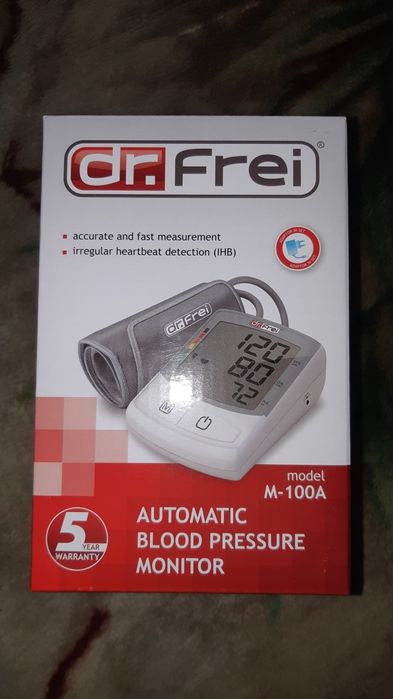 dr.Frei®
accurate and fast measurement
irregular heartbeat detection (IHB)
dr.Frei
dr.Frei
120
80
72
M
model
M-100A
5
YEAR
WARRANTY
AUTOMATIC
BLOOD PRESSURE
MONITOR